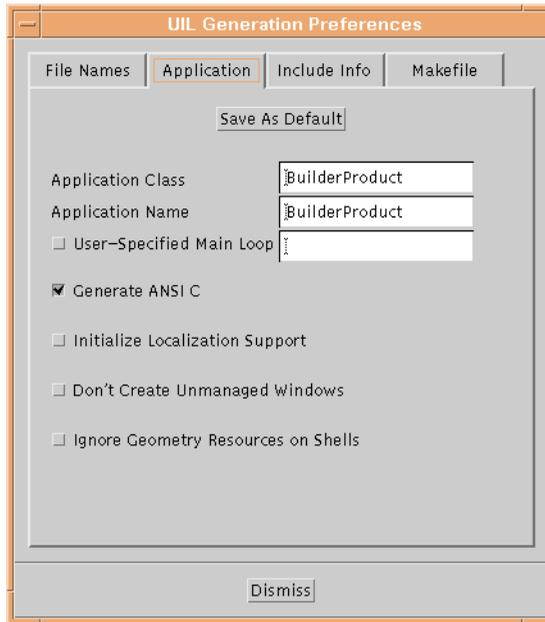 UIL Generation Preferences
File Names Application Include Info Makefile
Save As Default
Application Class BuilderProduct
Application Name BuilderProduct
User-Specified Main Loop
Generate ANSI C
Initialize Localization Support
Don't Create Unmanaged Windows
Ignore Geometry Resources on Shells
Dismiss